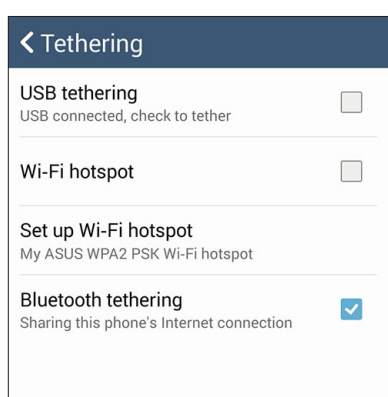 Tethering
USB tethering
USB connected, check to tether
Wi-Fi hotspot
Set up Wi-Fi hotspot
My ASUS WPA2 PSK Wi-Fi hotspot
Bluetooth tethering
Sharing this phone's Internet connection